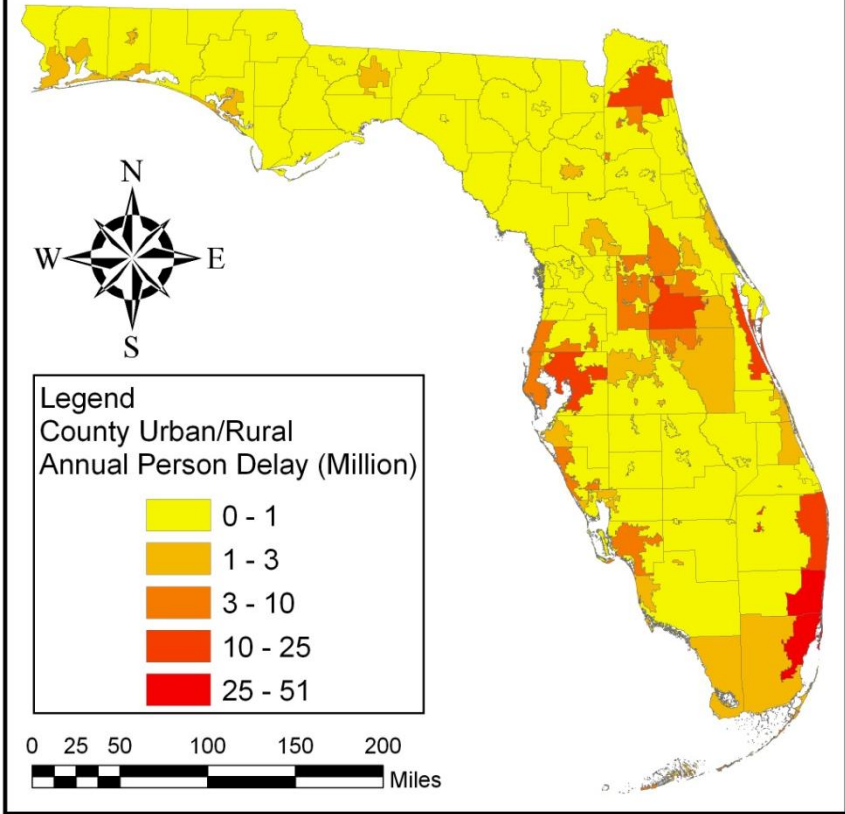 N
W E
S
Legend
County Urban/Rural
Annual Person Delay (Million)
0 - 1
1 - 3
3 - 10
10 - 25
25 - 51
0 25 50 100 150 200
Miles